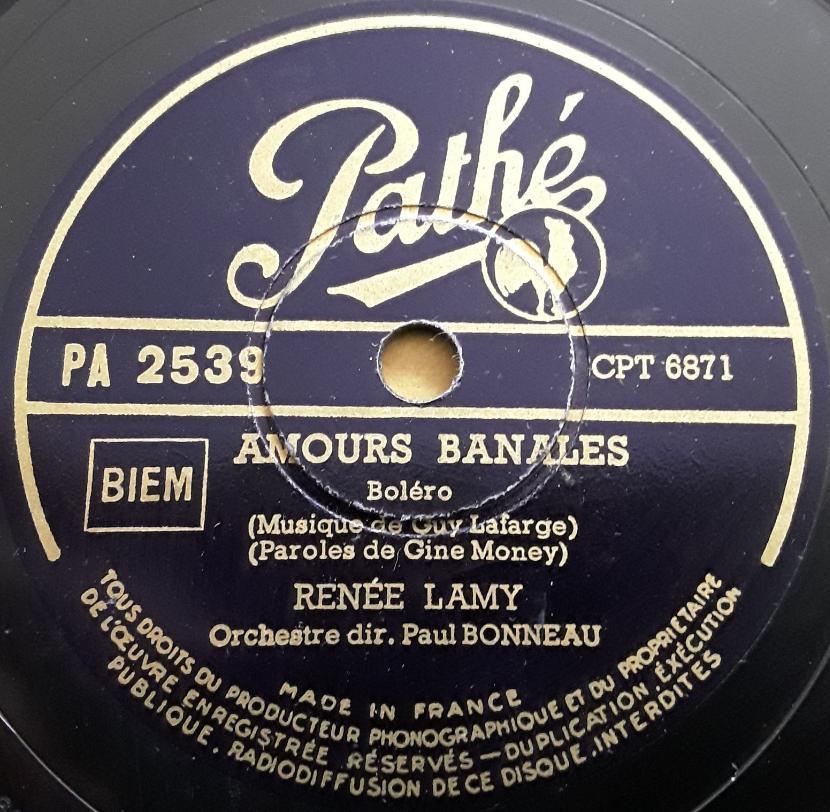 Pathé
PA 2539
CPT 6871
AMOURS BANALES
BIEM
Boléro
(Musique de Guy Lafarge)
(Paroles de Gine Money)
RENÉE LAMY
Orchestre dir. Paul BONNEAU
MADE IN FRANCE
TOUS DROITS DU PRODUCTEUR PHONOGRAPHIQUE ET DU PROPRIETAIRE
DE L'ŒUVRE ENREGISTRÉE RÉSERVÉS — DUPLICATION EXÉCUTION
PUBLIQUE. RADIODIFFUSION DE CE DISQUE INTERDITES